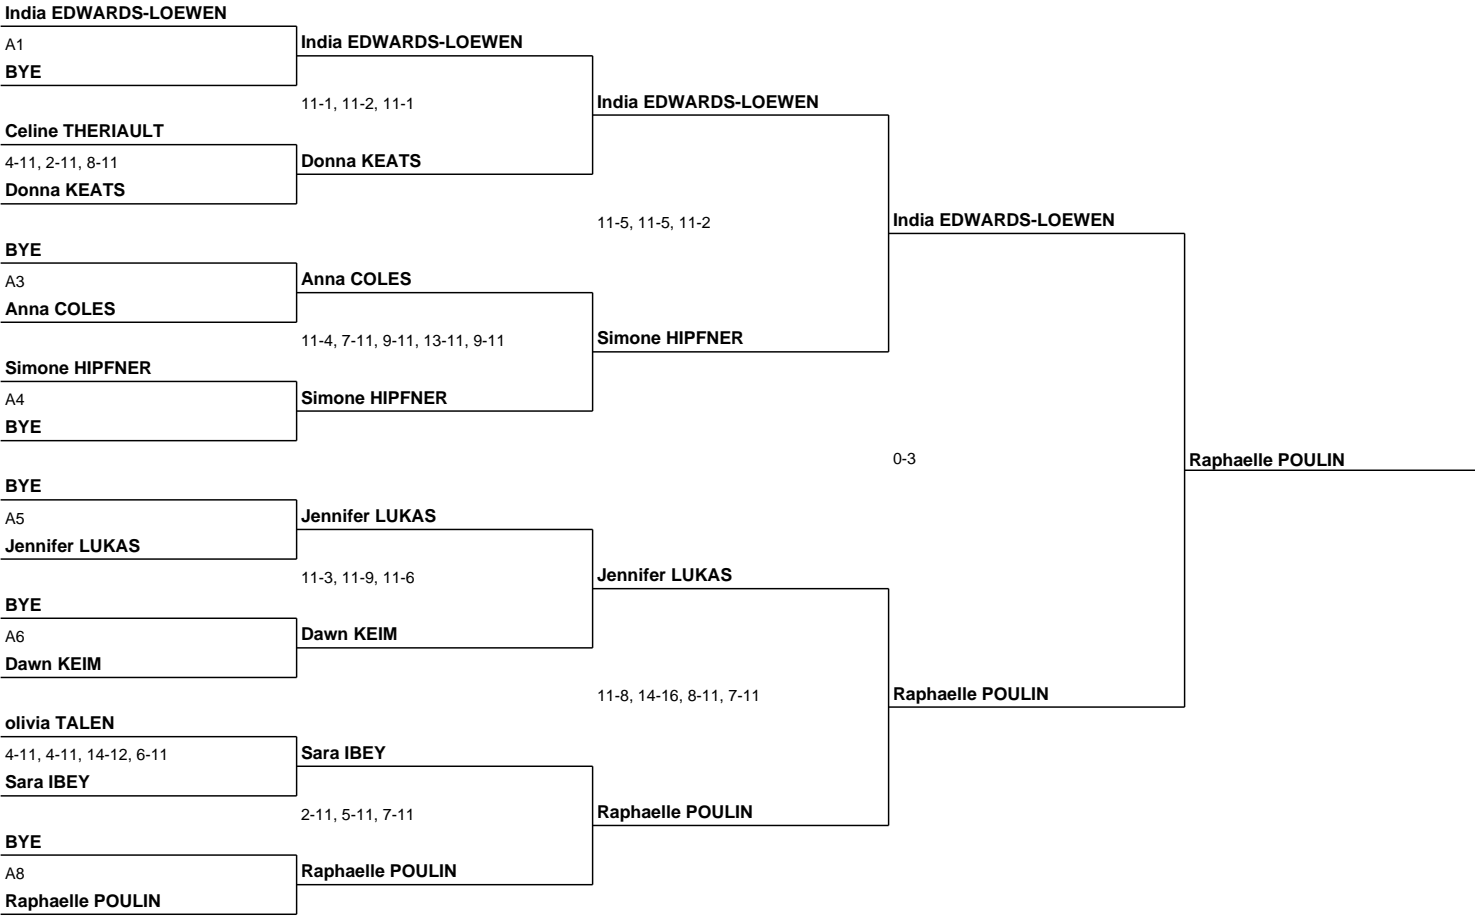 India EDWARDS-LOEWEN
A1
BYE
Celine THERIAULT
4-11, 2-11, 8-11
Donna KEATS
BYE
A3
Anna COLES
Simone HIPFNER
A4
BYE
BYE
A5
Jennifer LUKAS
BYE
A6
Dawn KEIM
olivia TALEN
4-11, 4-11, 14-12, 6-11
Sara IBEY
BYE
A8
Raphaelle POULIN
India EDWARDS-LOEWEN
11-1, 11-2, 11-1
Donna KEATS
Anna COLES
11-4, 7-11, 9-11, 13-11, 9-11
Simone HIPFNER
Jennifer LUKAS
11-3, 11-9, 11-6
Dawn KEIM
Sara IBEY
2-11, 5-11, 7-11
Raphaelle POULIN
India EDWARDS-LOEWEN
11-5, 11-5, 11-2
Simone HIPFNER
Jennifer LUKAS
11-8, 14-16, 8-11, 7-11
Raphaelle POULIN
India EDWARDS-LOEWEN
0-3
Raphaelle POULIN
Raphaelle POULIN